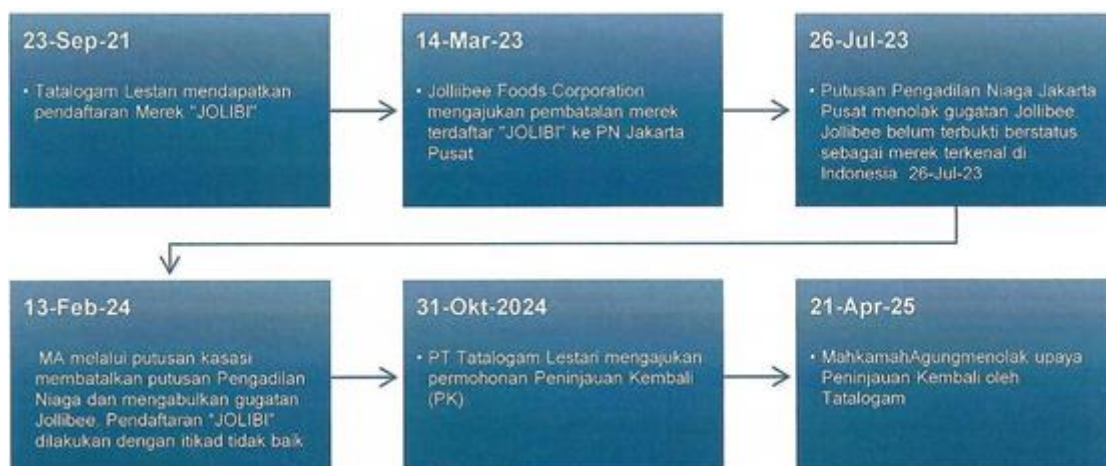 23-Sep-21
• Tatalogam Lestari mendapatkan
pendaftaran Merek "JOLIBI"
14-Mar-23
• Jolliibee Foods Corporation
mengajukan pembatalan merek
terdaftar "JOLIBI" ke PN Jakarta
Pusat
26-Jul-23
• Putusan Pengadilan Niaga Jakarta
Pusat menolak gugatan Jollibee.
Jollibee belum terbukti berstatus
sebagai merek terkenal di
Indonesia 26-Jul-23
13-Feb-24
MA melalui putusan kasasi
membatalkan putusan Pengadilan
Niaga dan mengabulkan gugatan
Jollibee. Pendaftaran "JOLIBI"
dilakukan dengan itikad tidak baik
31-Okt-2024
• PT Tatalogam Lestari mengajukan
permohonan Peninjauan Kembali
(PK)
21-Apr-25
• MahkamahAgungmenolak upaya
Peninjauan Kembali oleh
Tatalogam